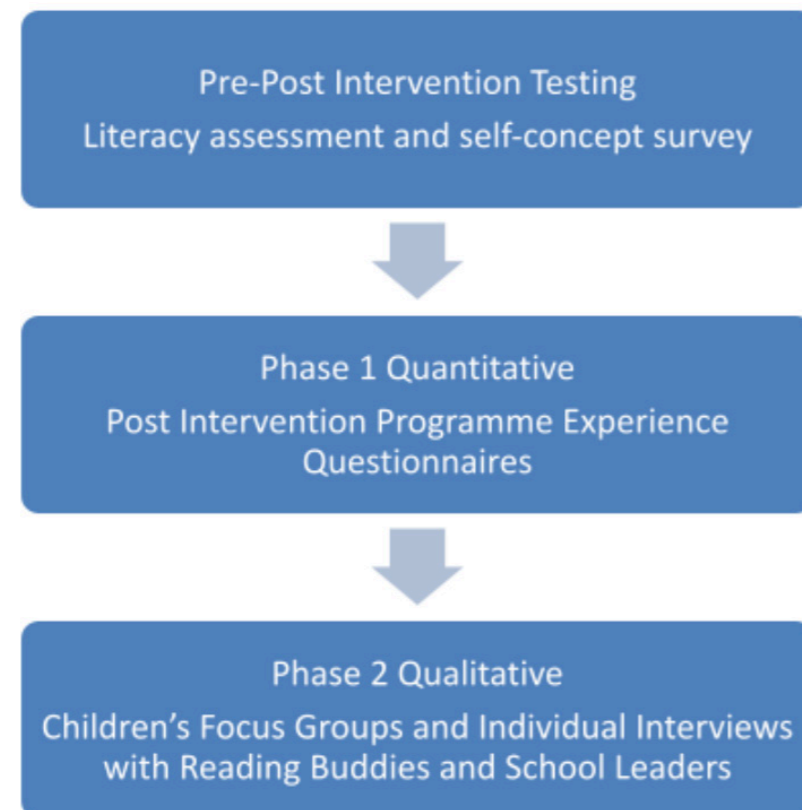 Pre-Post Intervention Testing
Literacy assessment and self-concept survey
Phase 1 Quantitative
Post Intervention Programme Experience
Questionnaires
Phase 2 Qualitative
Children’s Focus Groups and Individual Interviews
with Reading Buddies and School Leaders